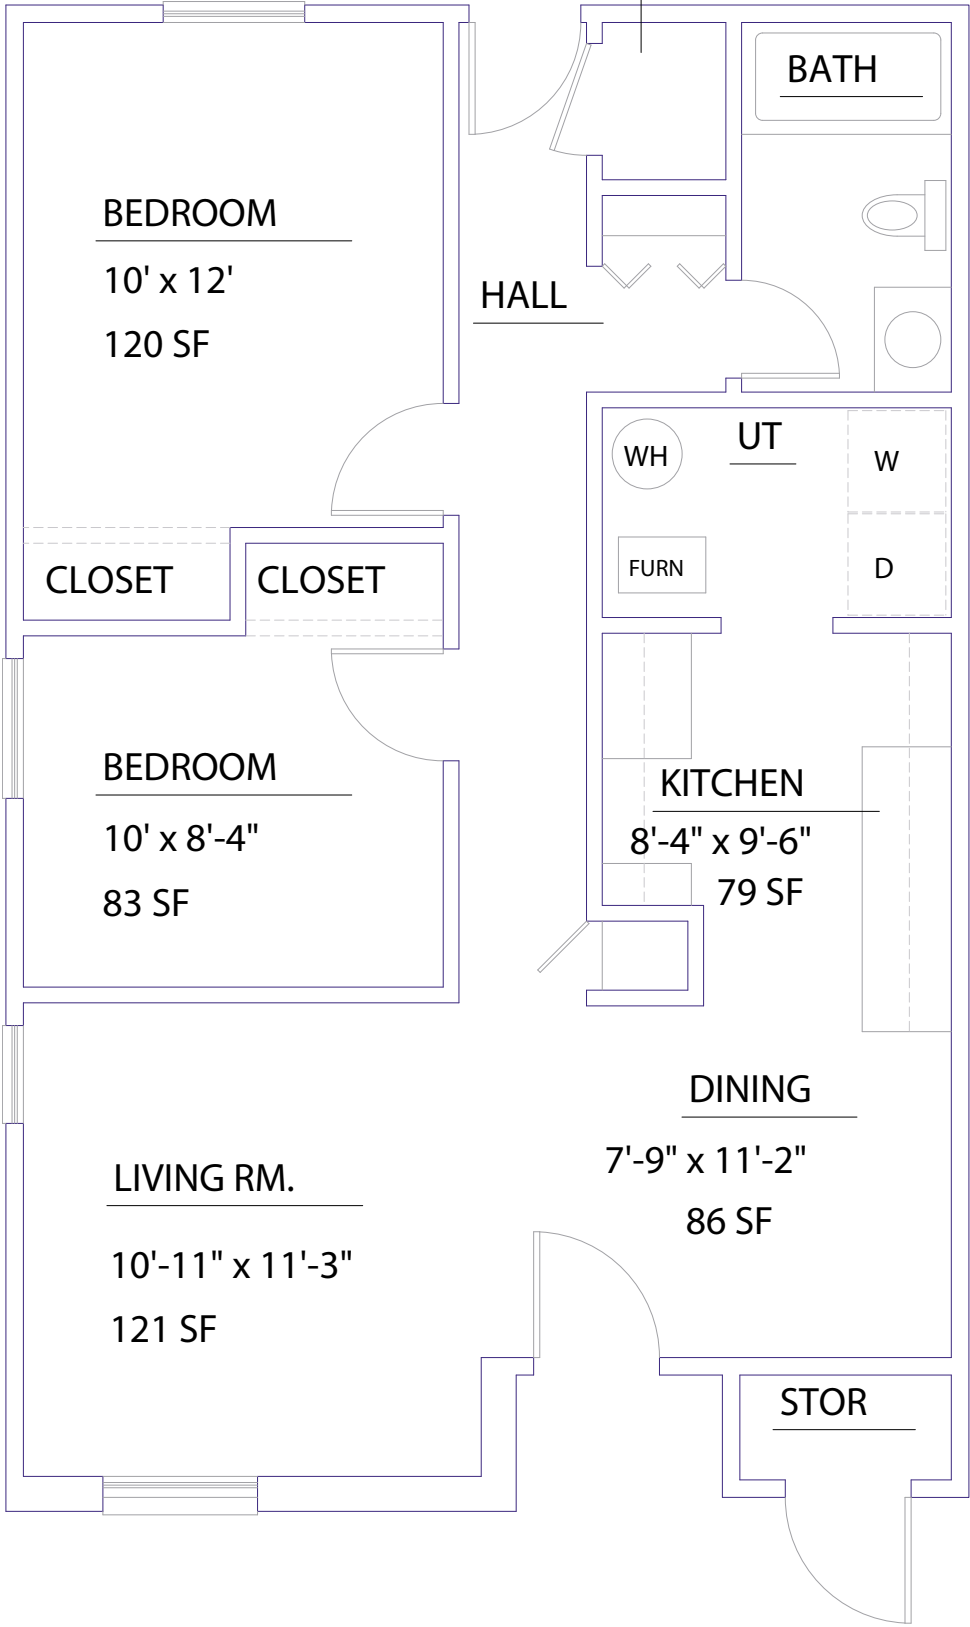 BATH
BEDROOM
10' x 12'
120 SF
HALL
UT
WH
W
FURN
D
CLOSET
CLOSET
BEDROOM
10' x 8'-4"
83 SF
KITCHEN
8'-4" x 9'-6"
79 SF
DINING
7'-9" x 11'-2"
86 SF
LIVING RM.
10'-11" x 11'-3"
121 SF
STOR